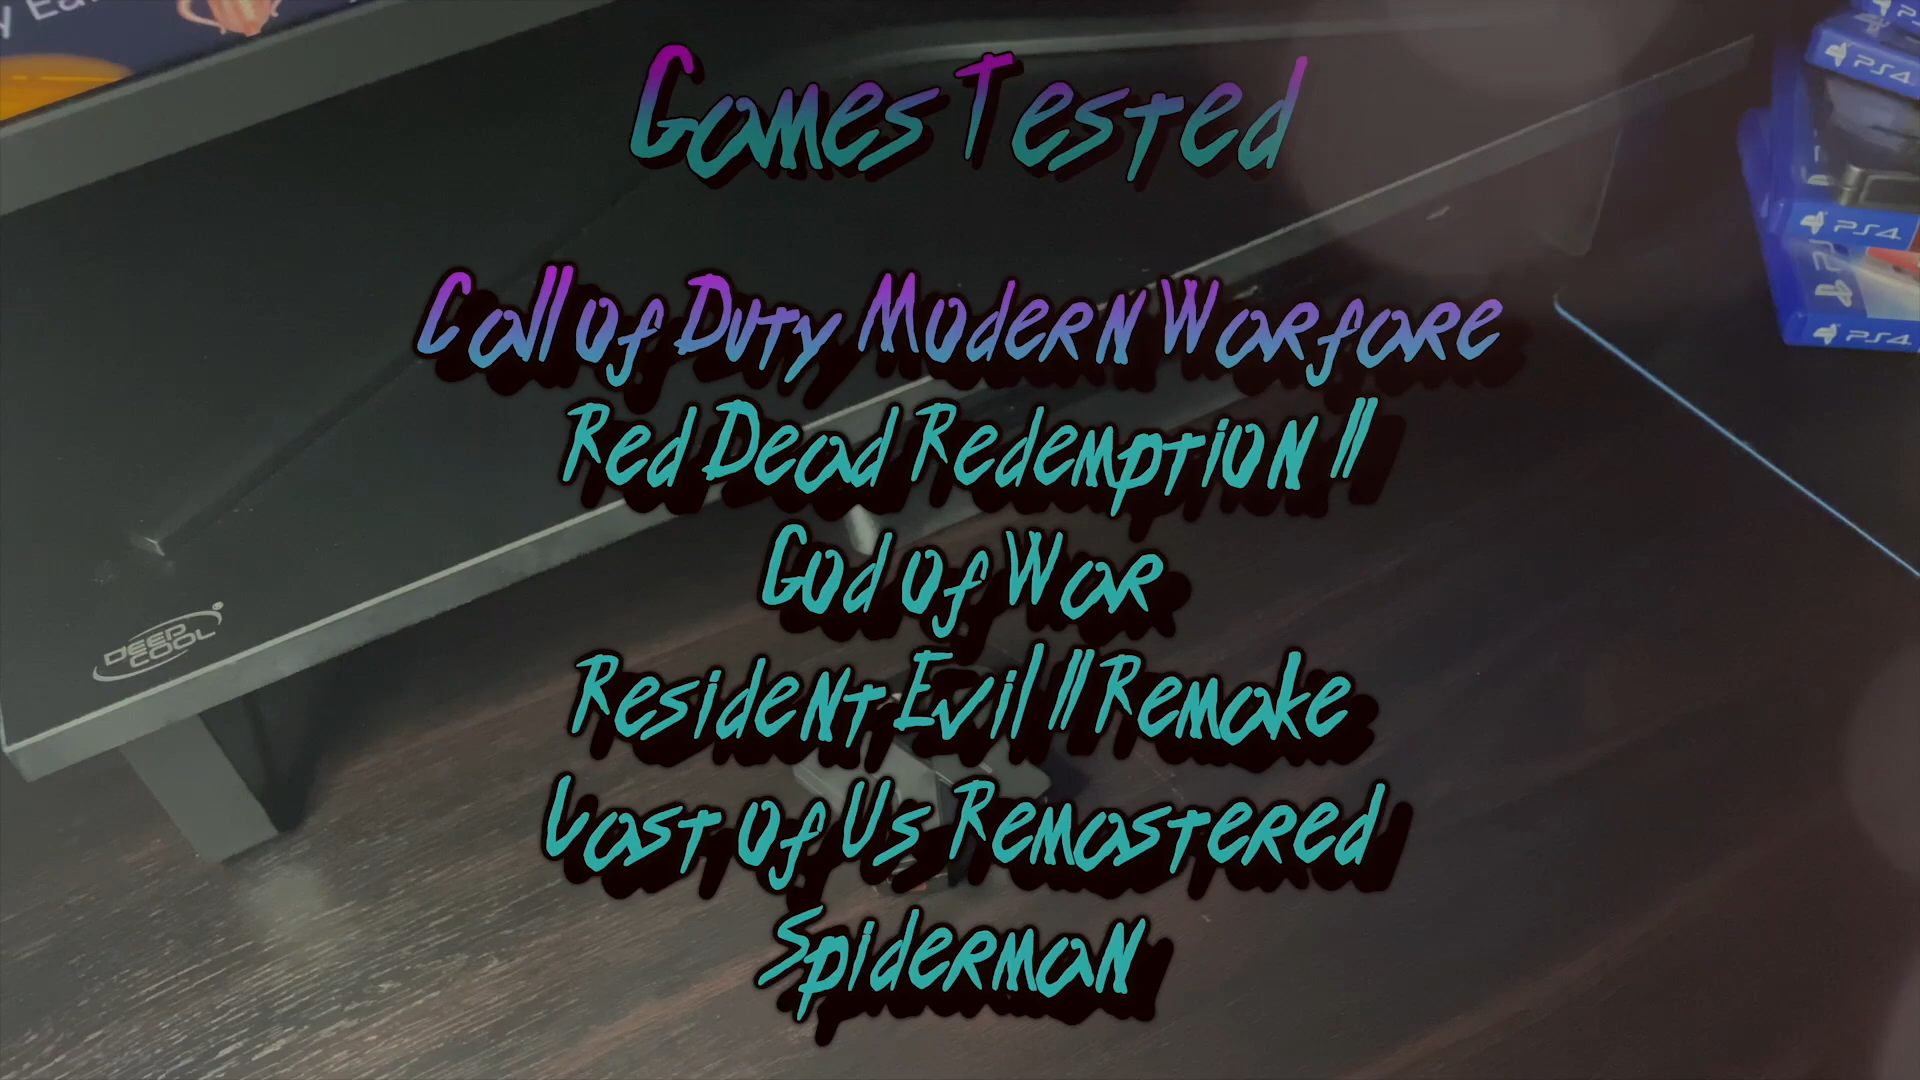 Games Tested
Call of Duty Modern Warfare
Red Dead Redemption II
God of War
Resident Evil II Remake
Last of Us Remastered
Spiderman
DEEP
COOL
PS4
PS4
PS4